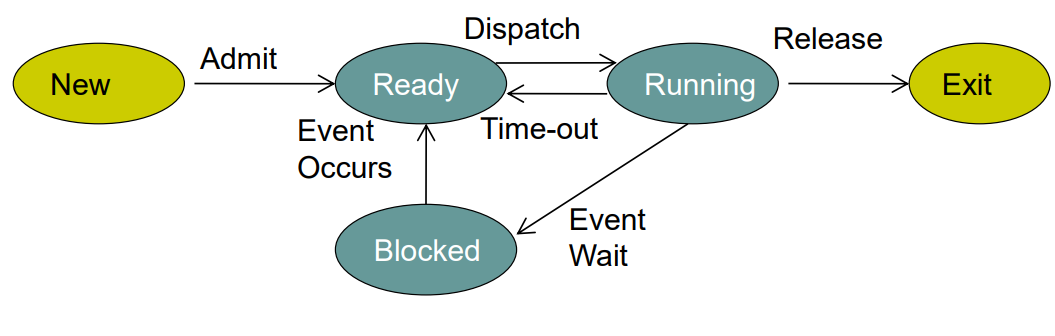 Dispatch
Release
Admit
New
Ready
Running
Exit
Time-out
Event
Occurs
Event
Wait
Blocked